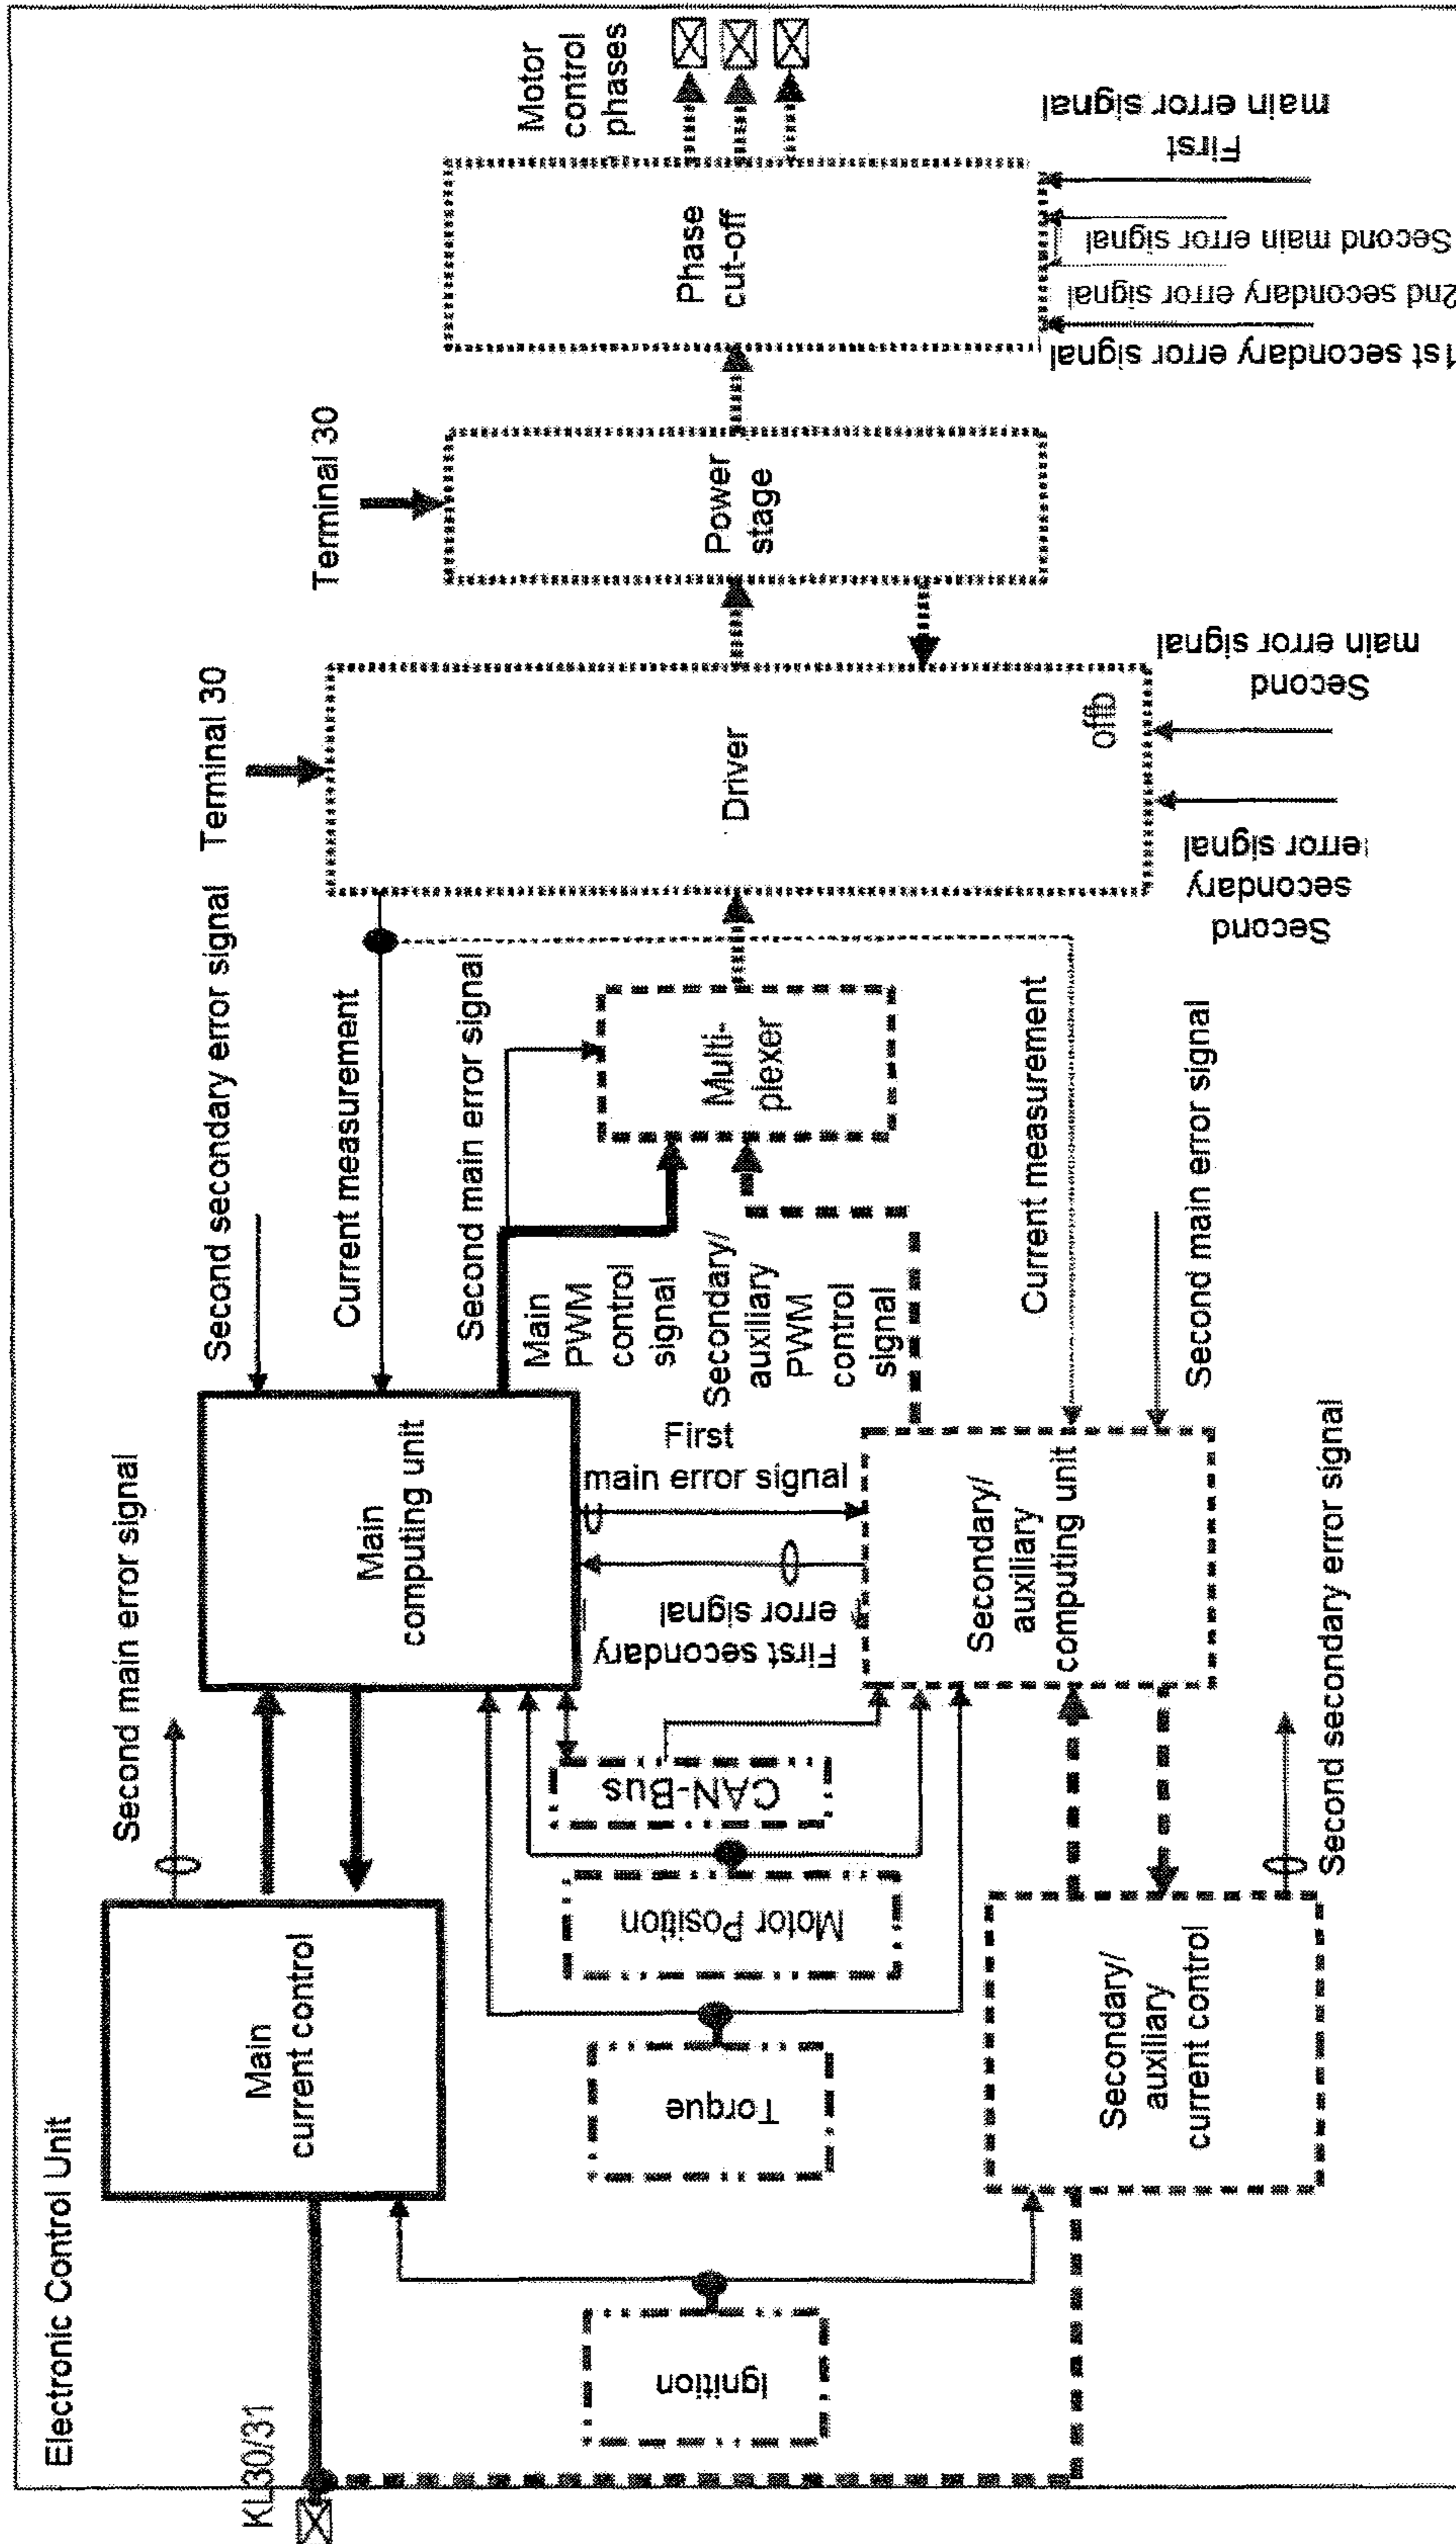 Electronic Control Unit
KL30/31
Main
current control
Second main error signal
Main
computing unit
Second secondary error signal
Terminal 30
Current measurement
Second main error signal
Main
PWM
control
signal
Secondary/
auxiliary
PWM
control
signal
Multi-
plexer
Driver
Terminal 30
Power
stage
Phase
cut-off
Motor
control
phases
Ignition
Torque
Motor Position
CAN-Bus
First
main error signal
First secondary
error signal
Secondary/
auxiliary
computing unit
Secondary/
auxiliary
current control
Second secondary error signal
Current measurement
Second main error signal
Second
secondary
error signal
Second
main error signal
1st secondary error signal
2nd secondary error signal
Second main error signal
First
main error signal